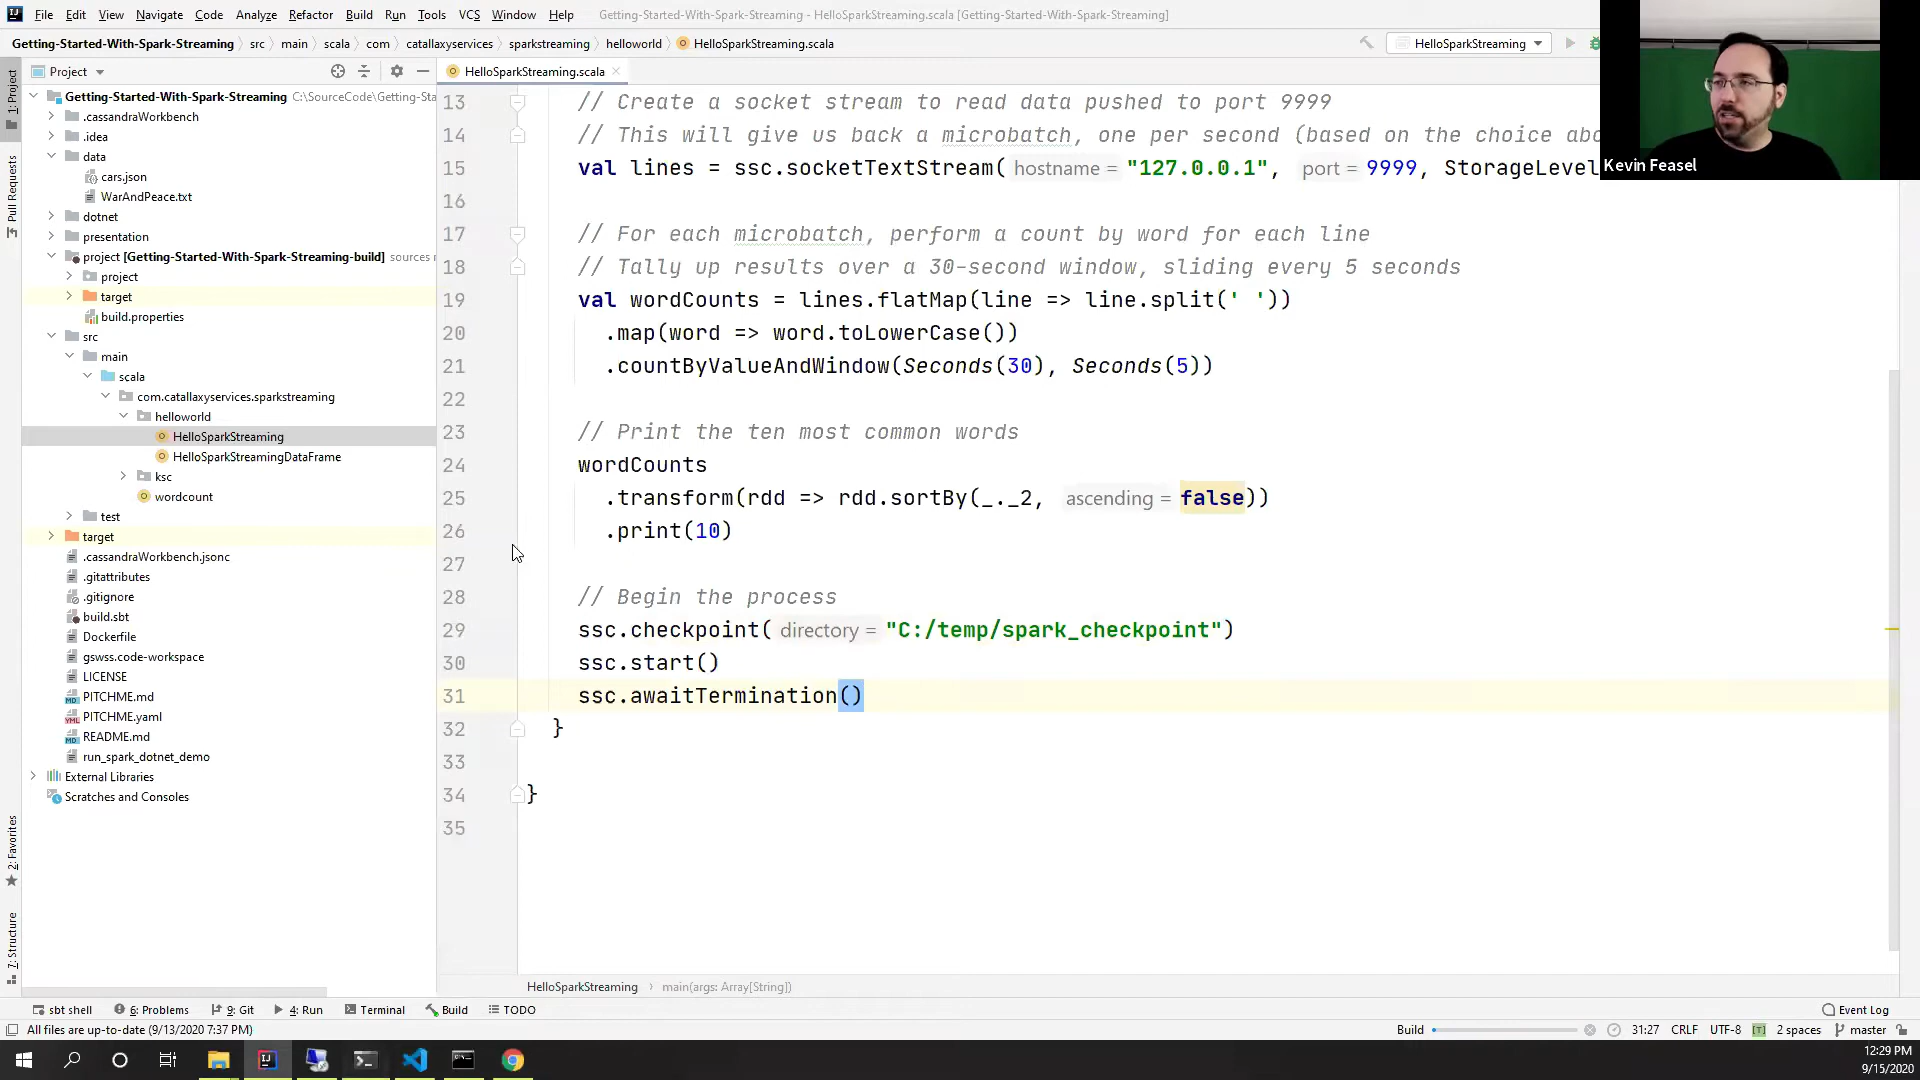 File Edit View Navigate Code Analyze Refactor Build Run Tools VCS Window Help Getting-Started-With-Spark-Streaming - HelloSparkStreaming.scala [Getting-Started-With-Spark-Streaming]
Getting-Started-With-Spark-Streaming › src › main › scala › com › catallaxyservices › sparkstreaming › helloworld › HelloSparkStreaming.scala
HelloSparkStreaming
Project
HelloSparkStreaming.scala
1: Project
Pull Requests
2: Favorites
7: Structure
Getting-Started-With-Spark-Streaming C:\SourceCode\Getting-Sta
.cassandraWorkbench
.idea
data
cars.json
WarAndPeace.txt
dotnet
presentation
project [Getting-Started-With-Spark-Streaming-build] sources r
project
target
build.properties
src
main
scala
com.catallaxyservices.sparkstreaming
helloworld
HelloSparkStreaming
HelloSparkStreamingDataFrame
ksc
wordcount
test
target
.cassandraWorkbench.jsonc
.gitattributes
.gitignore
build.sbt
Dockerfile
gswss.code-workspace
LICENSE
PITCHME.md
PITCHME.yaml
README.md
run_spark_dotnet_demo
External Libraries
Scratches and Consoles
13 // Create a socket stream to read data pushed to port 9999
14 // This will give us back a microbatch, one per second (based on the choice abo
15 val lines = ssc.socketTextStream( hostname = "127.0.0.1", port = 9999, StorageLevel
16
17 // For each microbatch, perform a count by word for each line
18 // Tally up results over a 30-second window, sliding every 5 seconds
19 val wordCounts = lines.flatMap(line => line.split(' '))
20 .map(word => word.toLowerCase())
21 .countByValueAndWindow(Seconds(30), Seconds(5))
22
23 // Print the ten most common words
24 wordCounts
25 .transform(rdd => rdd.sortBy(_._2, ascending = false))
26 .print(10)
27
28 // Begin the process
29 ssc.checkpoint( directory = "C:/temp/spark_checkpoint")
30 ssc.start()
31 ssc.awaitTermination()
32 }
33
34 }
35
Kevin Feasel
HelloSparkStreaming › main(args: Array[String])
sbt shell 6: Problems 9: Git 4: Run Terminal Build TODO Event Log
All files are up-to-date (9/13/2020 7:37 PM) Build 31:27 CRLF UTF-8 [T] 2 spaces master
12:29 PM
9/15/2020